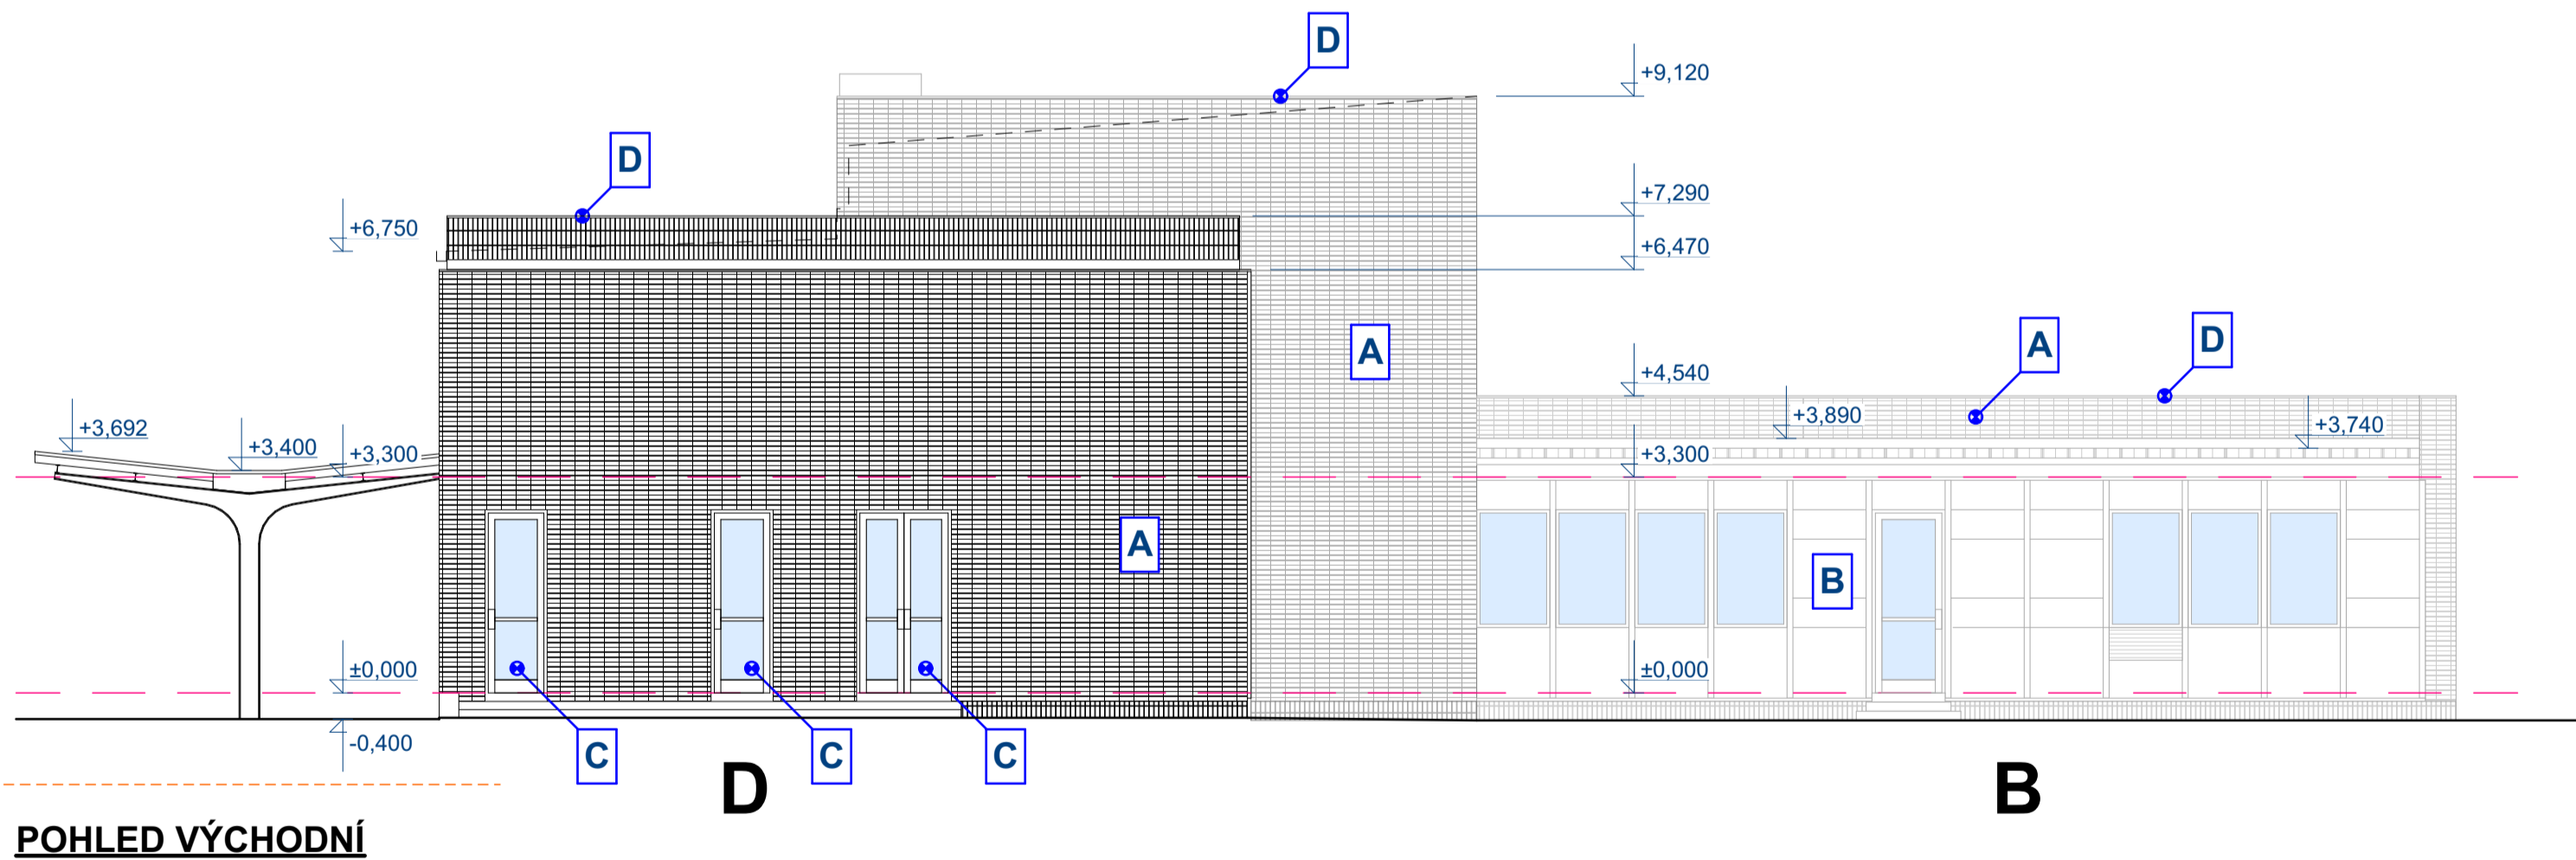 D
+9,120
D
+7,290
+6,750
+6,470
A
A
D
+4,540
+3,890
+3,692
+3,400
+3,300
+3,300
+3,740
A
B
±0,000
±0,000
-0,400
C
C
C
D
B
POHLED VÝCHODNÍ